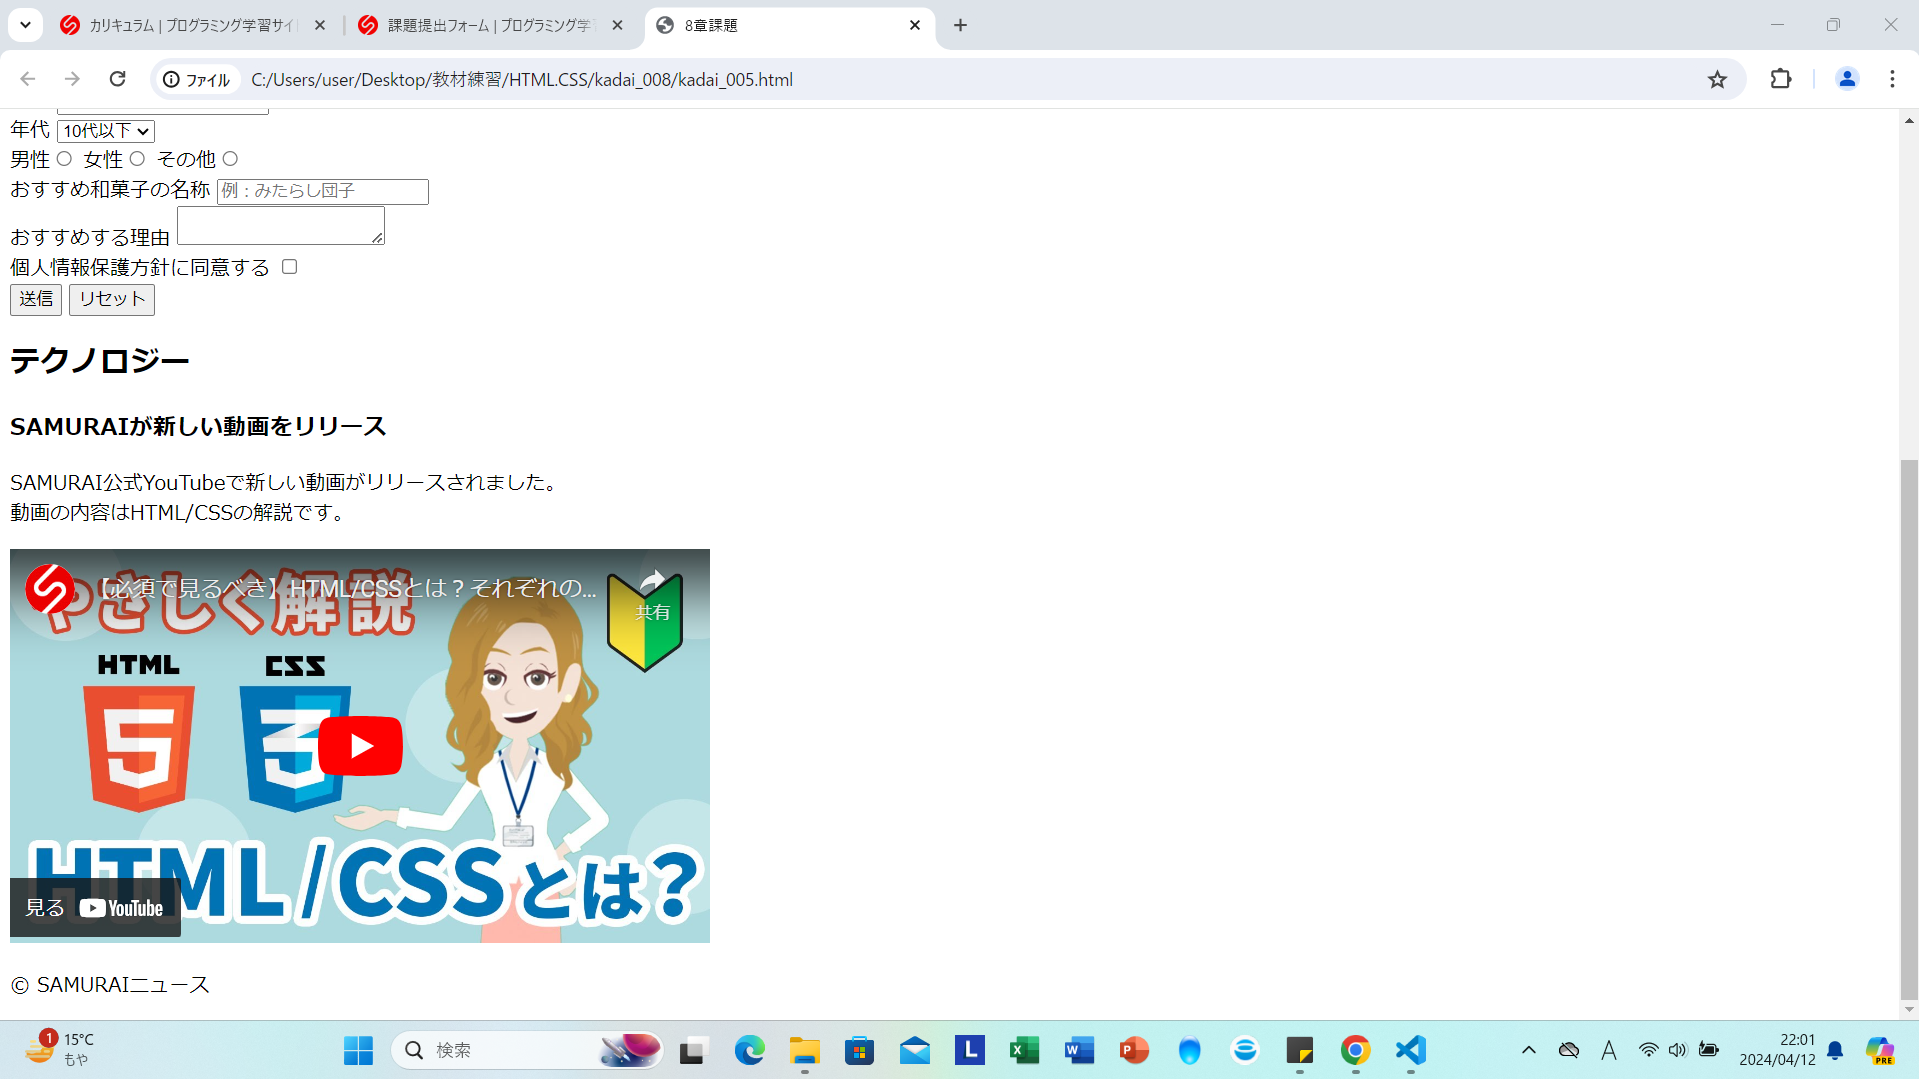 カリキュラム | プログラミング学習サイ
課題提出フォーム | プログラミング学
8章課題
ファイル
C:/Users/user/Desktop/教材練習/HTML.CSS/kadai_008/kadai_005.html
年代 10代以下
男性 女性 その他
おすすめ和菓子の名称 例：みたらし団子
おすすめする理由
個人情報保護方針に同意する
送信 リセット
テクノロジー
SAMURAIが新しい動画をリリース
SAMURAI公式YouTubeで新しい動画がリリースされました。
動画の内容はHTML/CSSの解説です。
【必須で見るべき】HTML/CSSとは？それぞれの...
共有
やさしく解説
HTML CSS
5 3
HTML/CSSとは?
見る YouTube
© SAMURAIニュース
1
15°C
もや
検索
L
X
W
P
A
22:01
2024/04/12
PRE